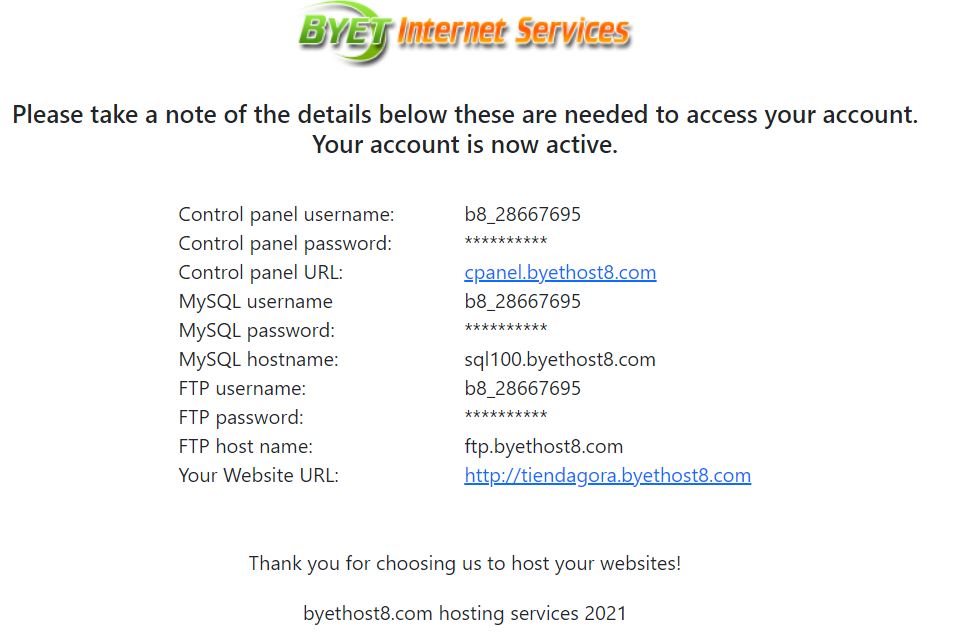 BYET Internet Services
Please take a note of the details below these are needed to access your account.
Your account is now active.
Control panel username: b8_28667695
Control panel password: **********
Control panel URL: cpanel.byethost8.com
MySQL username b8_28667695
MySQL password: **********
MySQL hostname: sql100.byethost8.com
FTP username: b8_28667695
FTP password: **********
FTP host name: ftp.byethost8.com
Your Website URL: http://tiendagora.byethost8.com
Thank you for choosing us to host your websites!
byethost8.com hosting services 2021